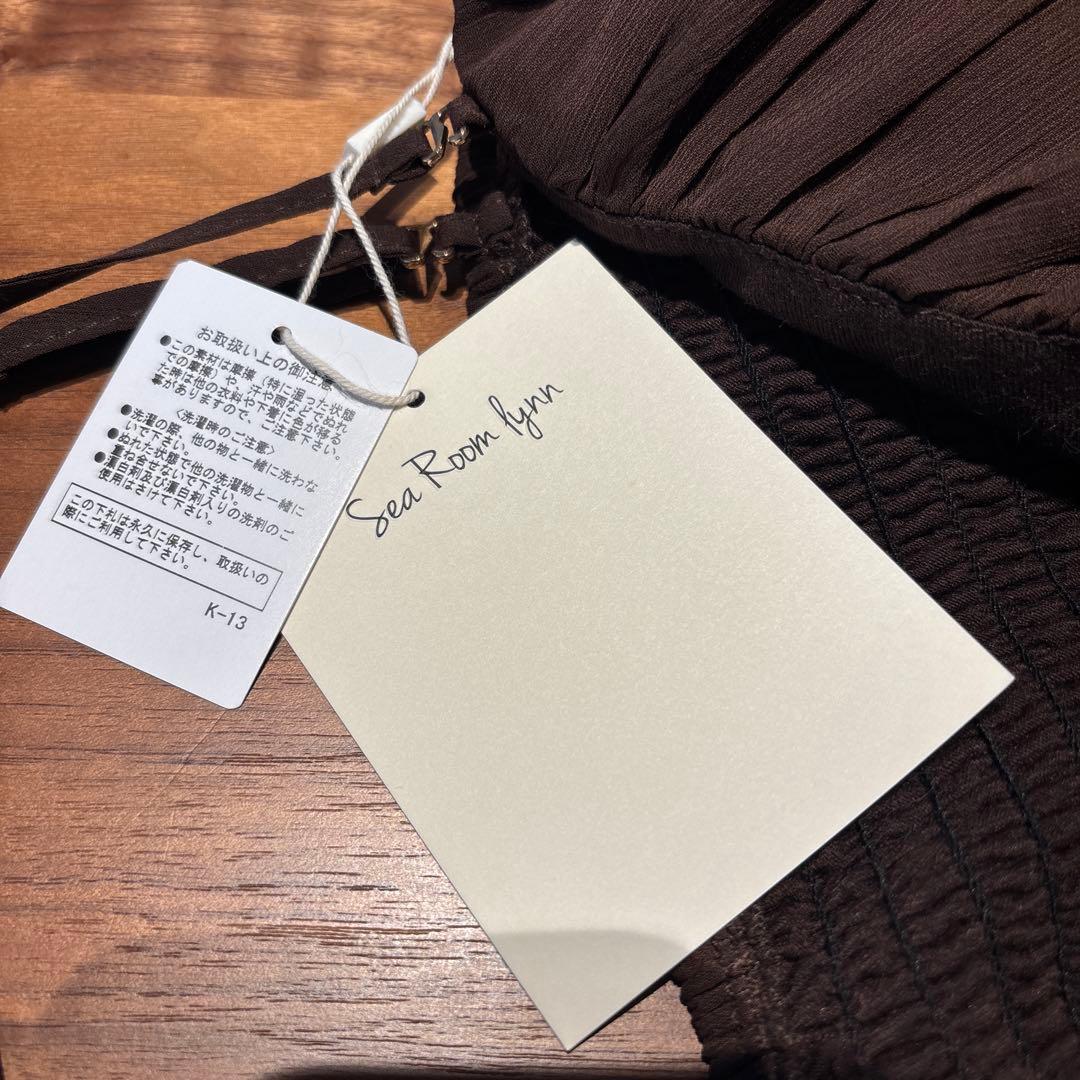 お取扱い上の御注意
●この素材は摩擦(特に湿った状態
での摩擦)や、汗や雨などでぬれ
た時は他の衣料や下着に色が移る
事がありますので、ご注意下さい。
〈洗濯時のご注意〉
●洗濯の際、他の物と一緒に洗わな
いで下さい。
●ぬれた状態で他の洗濯物と一緒に
重ね合せないで下さい。
●漂白剤及び漂白剤入りの洗剤のご
使用はさけて下さい。
この下札は永久に保存し、取扱いの
際にご利用して下さい。
K-13
Sea Room lynn